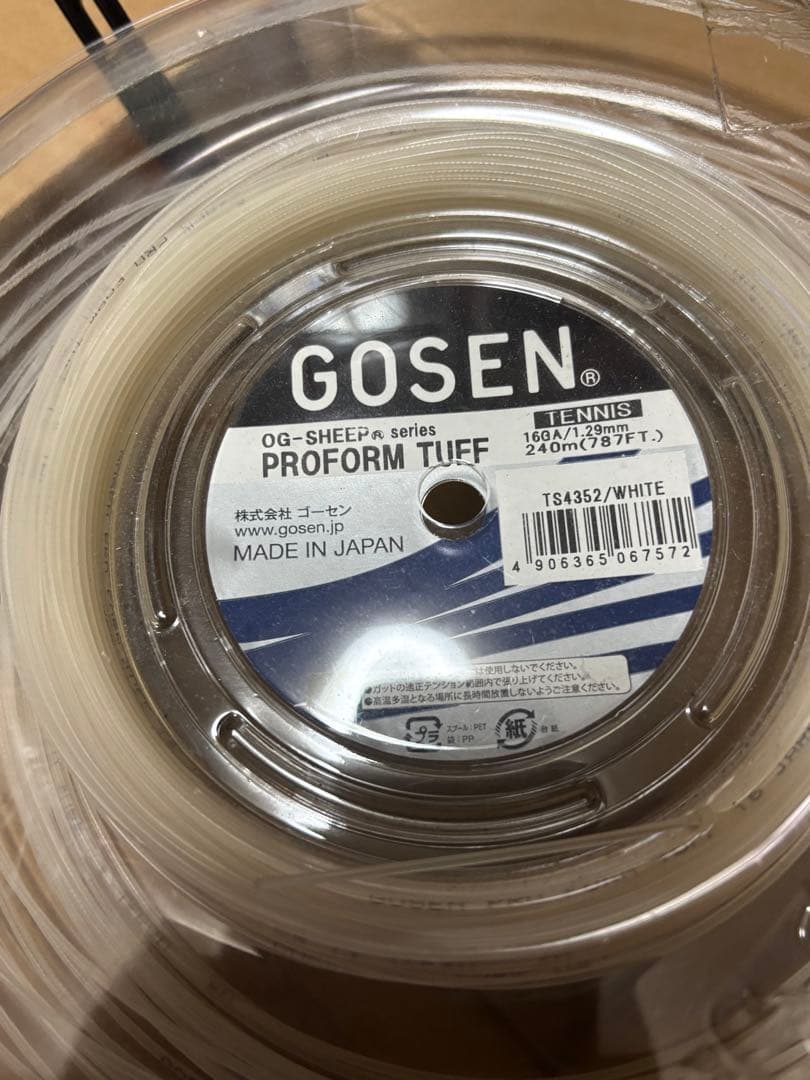 GOSEN®
TENNIS
OG-SHEEP® series
16GA/1.29mm
PROFORM TUFF
240m(787FT.)
TS4352/WHITE
株式会社 ゴーセン
www.gosen.jp
MADE IN JAPAN
4 906365 067572
は使用しないでください。
●ガットの適正テンション範囲内で張り上げてください。
●高温多湿となる場所に長時間放置しないようご注意ください。
プラ
スプール:PET
袋:PP
紙
台紙